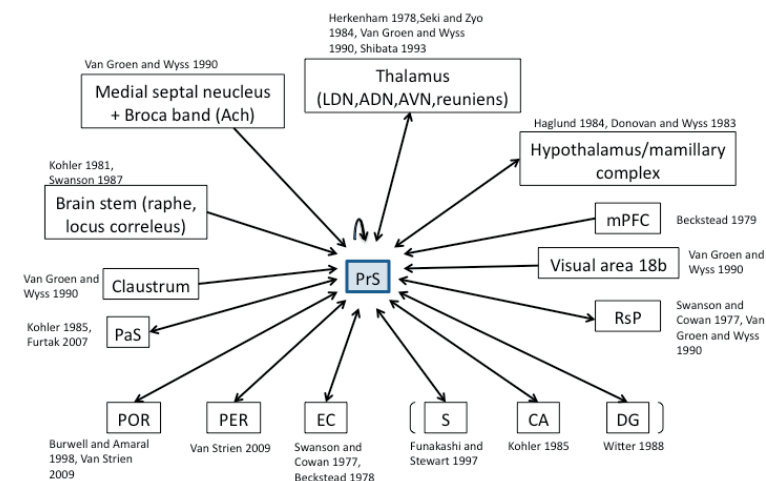 Herkenham 1978,Seki and Zyo
1984, Van Groen and Wyss
1990, Shibata 1993
Van Groen and Wyss 1990
Thalamus
(LDN,ADN,AVN,reuniens)
Medial septal neucleus
+ Broca band (Ach)
Haglund 1984, Donovan and Wyss 1983
Hypothalamus/mamillary
complex
Kohler 1981,
Swanson 1987
Brain stem (raphe,
locus correleus)
mPFC
Beckstead 1979
Visual area 18b
Van Groen and
Wyss 1990
PrS
Van Groen and
Wyss 1990
Claustrum
RsP
Swanson and
Cowan 1977, Van
Groen and Wyss
1990
Kohler 1985,
Furtak 2007
PaS
POR
PER
EC
S
CA
DG
Burwell and Amaral
1998, Van Strien
2009
Van Strien 2009
Swanson and
Cowan 1977,
Beckstead 1978
Funakashi and
Stewart 1997
Kohler 1985
Witter 1988